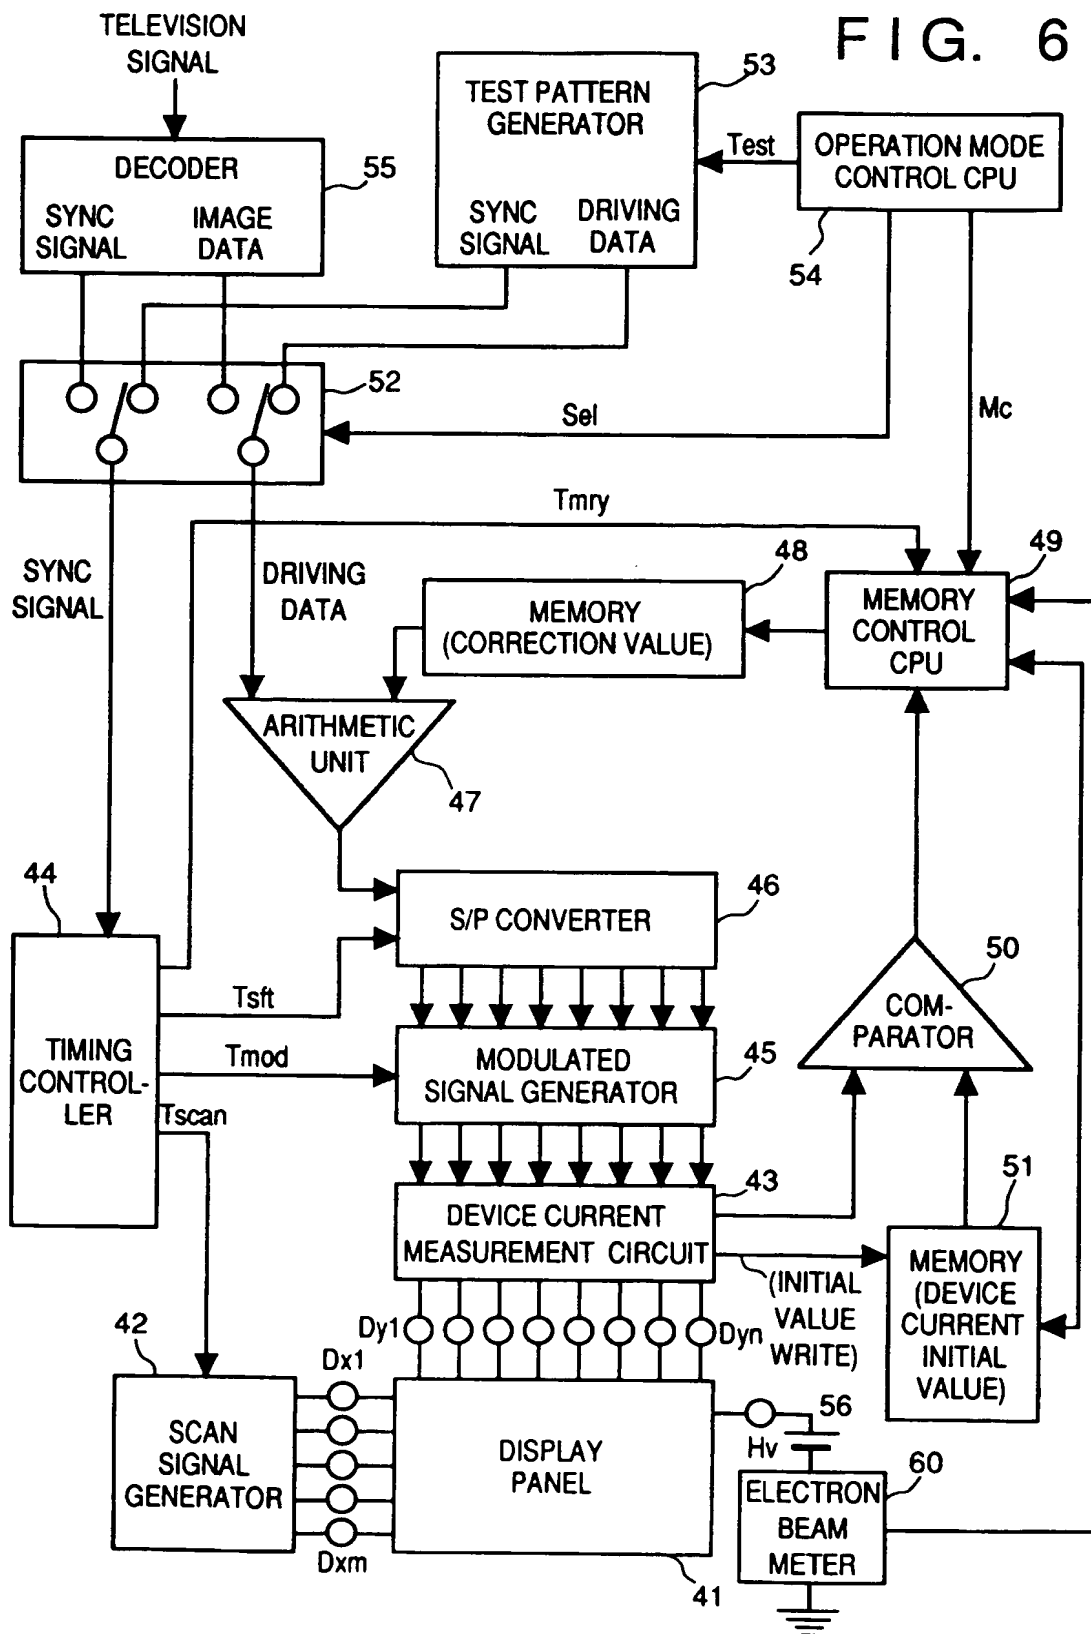 FIG. 6
TELEVISION
SIGNAL
DECODER
SYNC
SIGNAL
IMAGE
DATA
55
TEST PATTERN
GENERATOR
SYNC
SIGNAL
DRIVING
DATA
53
Test
OPERATION MODE
CONTROL CPU
54
52
Sel
Mc
Tmry
SYNC
SIGNAL
DRIVING
DATA
48
MEMORY
(CORRECTION VALUE)
49
MEMORY
CONTROL
CPU
ARITHMETIC
UNIT
47
44
TIMING
CONTROL-
LER
Tsft
Tmod
Tscan
S/P CONVERTER
46
MODULATED
SIGNAL GENERATOR
45
50
COM-
PARATOR
43
DEVICE CURRENT
MEASUREMENT CIRCUIT
(INITIAL
VALUE
WRITE)
51
MEMORY
(DEVICE
CURRENT
INITIAL
VALUE)
Dy1
Dyn
42
SCAN
SIGNAL
GENERATOR
Dx1
Dxm
DISPLAY
PANEL
41
Hv
56
60
ELECTRON
BEAM
METER